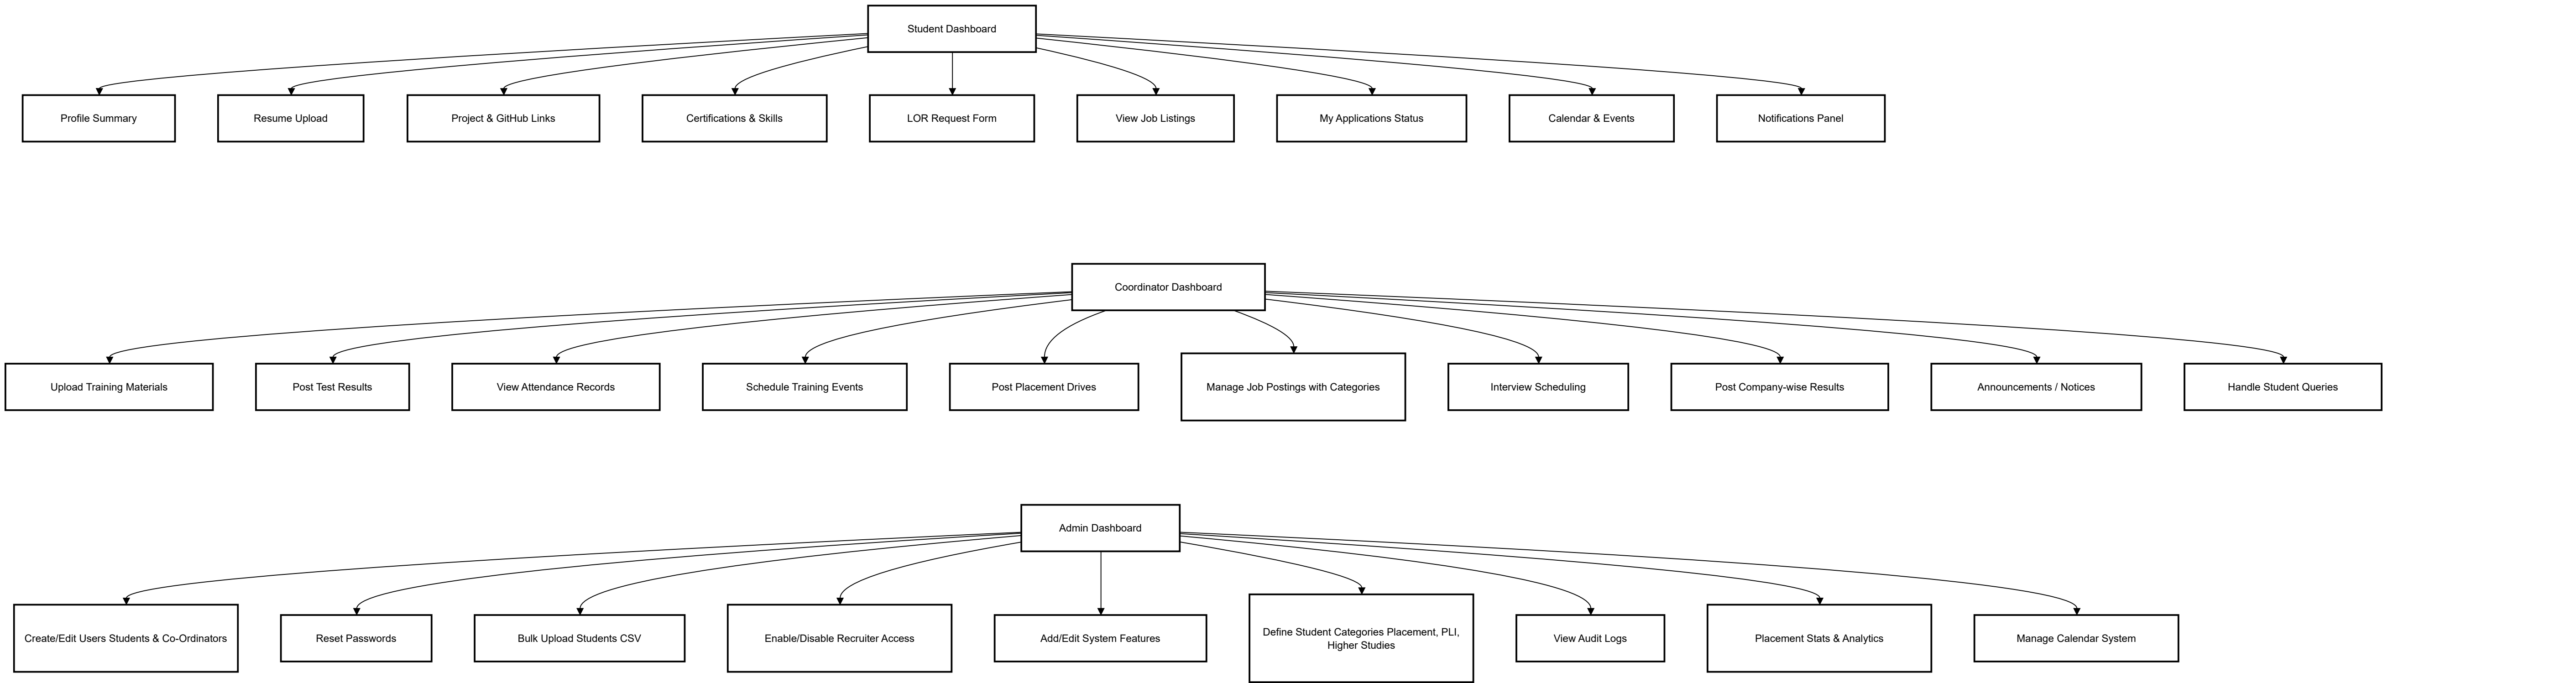 Student Dashboard
Profile Summary
Resume Upload
Project & GitHub Links
Certifications & Skills
LOR Request Form
View Job Listings
My Applications Status
Calendar & Events
Notifications Panel
Coordinator Dashboard
Upload Training Materials
Post Test Results
View Attendance Records
Schedule Training Events
Post Placement Drives
Manage Job Postings with Categories
Interview Scheduling
Post Company-wise Results
Announcements / Notices
Handle Student Queries
Admin Dashboard
Create/Edit Users Students & Co-Ordinators
Reset Passwords
Bulk Upload Students CSV
Enable/Disable Recruiter Access
Add/Edit System Features
Define Student Categories Placement, PLI,
Higher Studies
View Audit Logs
Placement Stats & Analytics
Manage Calendar System